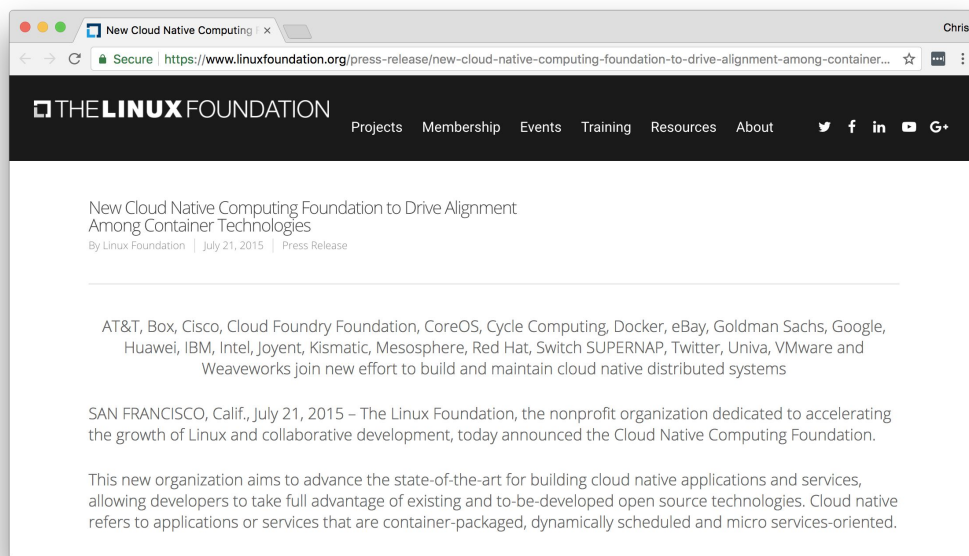 New Cloud Native Computing
Chris
Secure https://www.linuxfoundation.org/press-release/new-cloud-native-computing-foundation-to-drive-alignment-among-container...
THE LINUX FOUNDATION
Projects Membership Events Training Resources About
New Cloud Native Computing Foundation to Drive Alignment
Among Container Technologies
By Linux Foundation | July 21, 2015 | Press Release
AT&T, Box, Cisco, Cloud Foundry Foundation, CoreOS, Cycle Computing, Docker, eBay, Goldman Sachs, Google,
Huawei, IBM, Intel, Joyent, Kismatic, Mesosphere, Red Hat, Switch SUPERNAP, Twitter, Univa, VMware and
Weaveworks join new effort to build and maintain cloud native distributed systems
SAN FRANCISCO, Calif., July 21, 2015 – The Linux Foundation, the nonprofit organization dedicated to accelerating
the growth of Linux and collaborative development, today announced the Cloud Native Computing Foundation.
This new organization aims to advance the state-of-the-art for building cloud native applications and services,
allowing developers to take full advantage of existing and to-be-developed open source technologies. Cloud native
refers to applications or services that are container-packaged, dynamically scheduled and micro services-oriented.